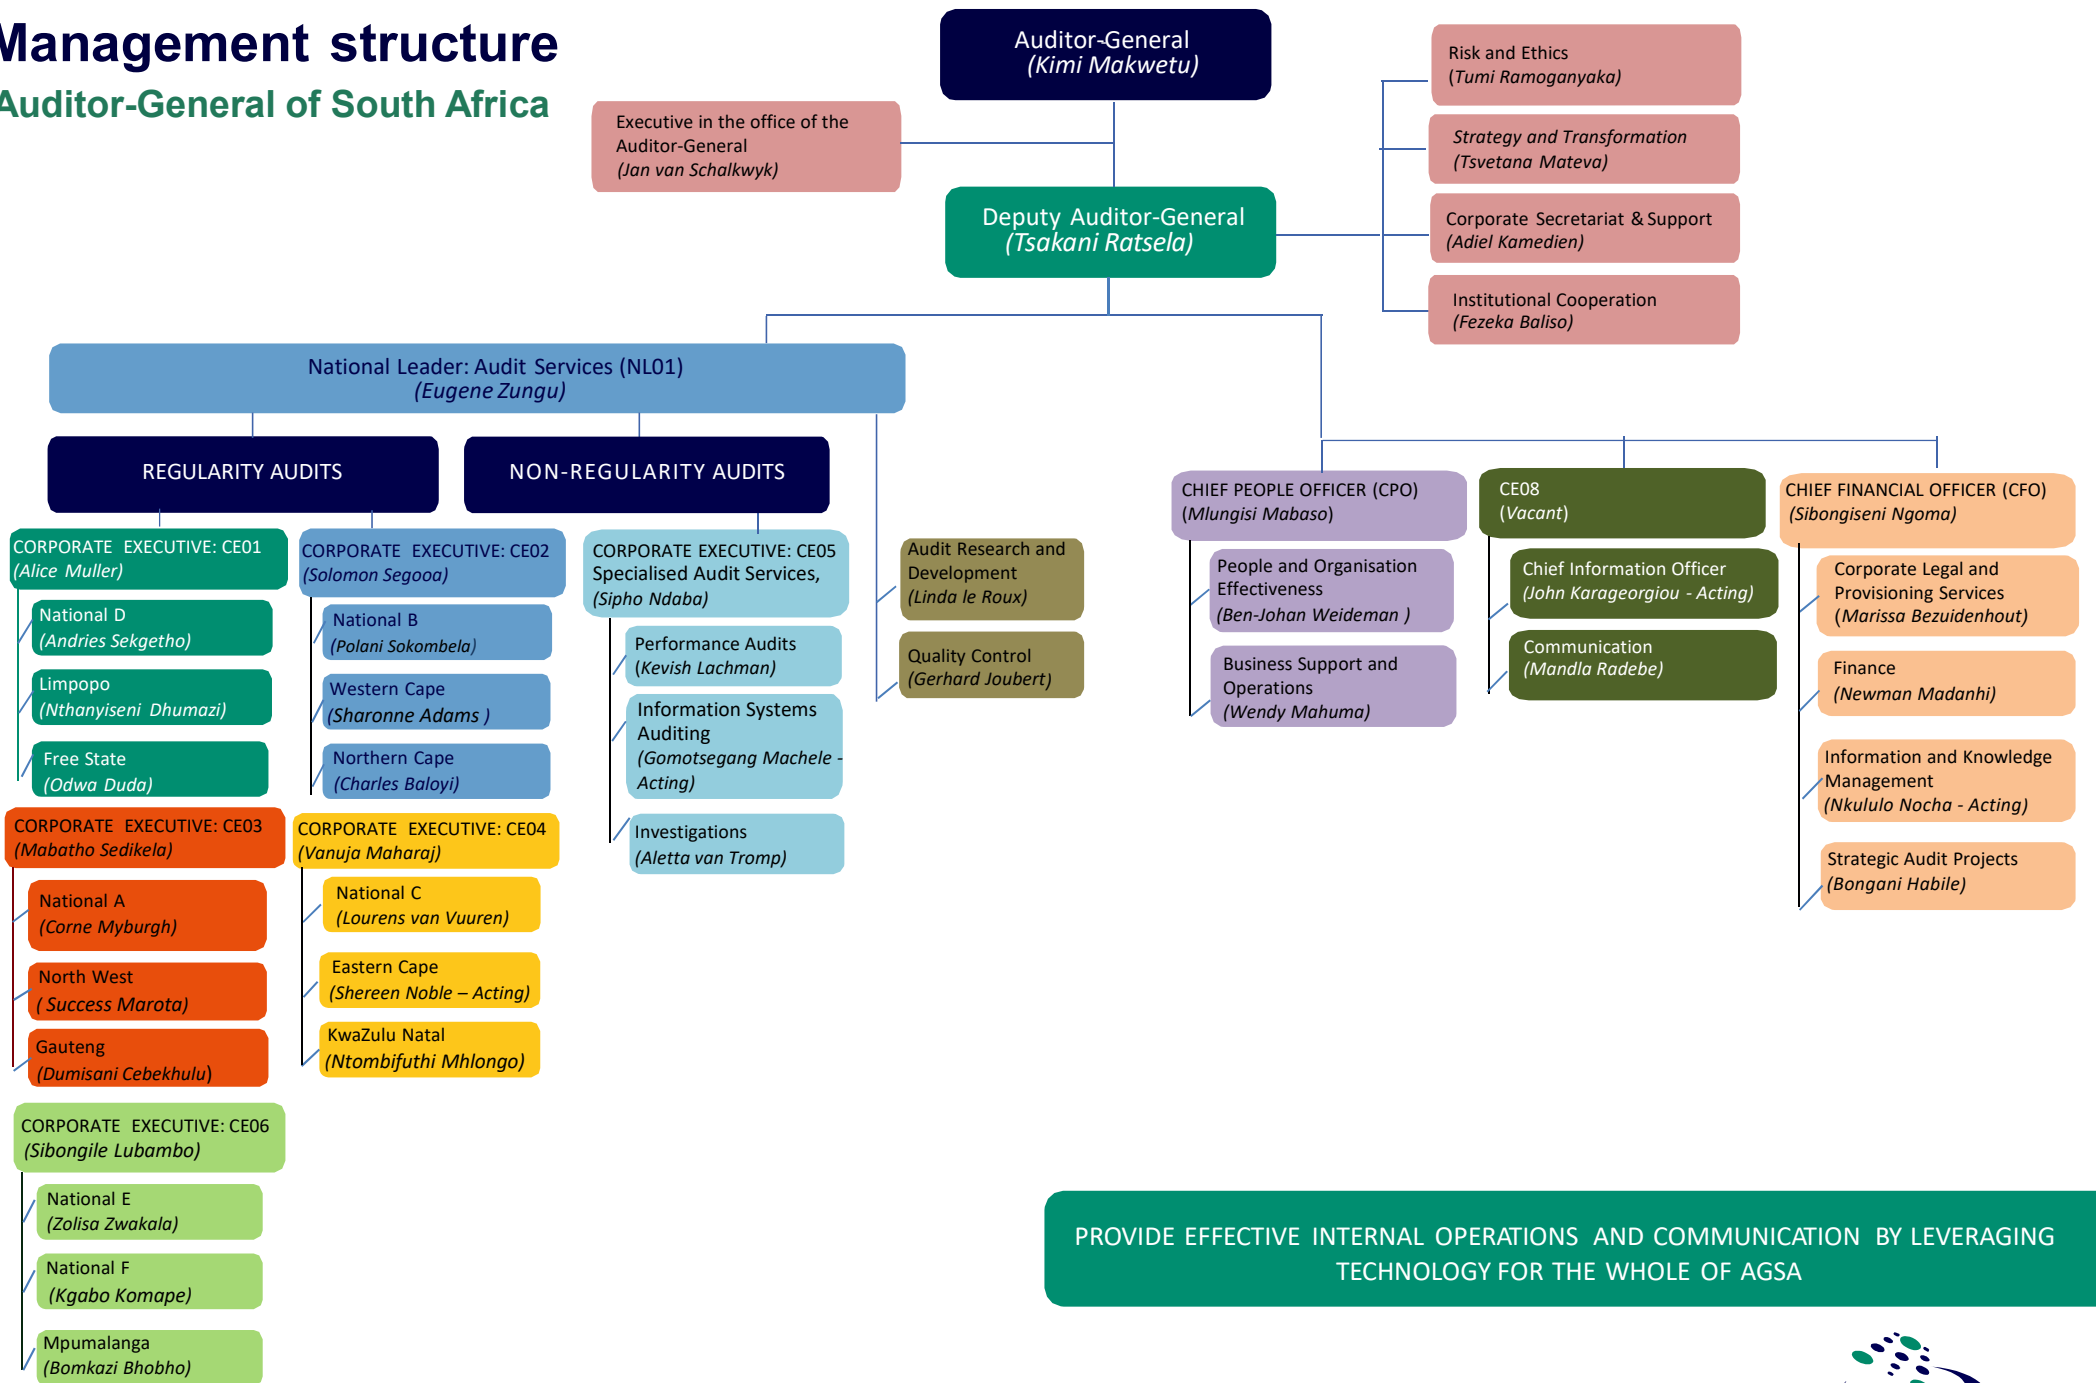 Management structure
Auditor-General of South Africa
Auditor-General
(Kimi Makwetu)
Executive in the office of the
Auditor-General
(Jan van Schalkwyk)
Deputy Auditor-General
(Tsakani Ratsela)
Risk and Ethics
(Tumi Ramoganyaka)
Strategy and Transformation
(Tsvetana Mateva)
Corporate Secretariat & Support
(Adiel Kamedien)
Institutional Cooperation
(Fezeka Baliso)
National Leader: Audit Services (NL01)
(Eugene Zungu)
REGULARITY AUDITS
NON-REGULARITY AUDITS
CORPORATE EXECUTIVE: CE01
(Alice Muller)
National D
(Andries Sekgetho)
Limpopo
(Nthanyiseni Dhumazi)
Free State
(Odwa Duda)
CORPORATE EXECUTIVE: CE02
(Solomon Segooa)
National B
(Polani Sokombela)
Western Cape
(Sharonne Adams )
Northern Cape
(Charles Baloyi)
CORPORATE EXECUTIVE: CE03
(Mabatho Sedikela)
National A
(Corne Myburgh)
North West
( Success Marota)
Gauteng
(Dumisani Cebekhulu)
CORPORATE EXECUTIVE: CE04
(Vanuja Maharaj)
National C
(Lourens van Vuuren)
Eastern Cape
(Shereen Noble – Acting)
KwaZulu Natal
(Ntombifuthi Mhlongo)
CORPORATE EXECUTIVE: CE06
(Sibongile Lubambo)
National E
(Zolisa Zwakala)
National F
(Kgabo Komape)
Mpumalanga
(Bomkazi Bhobho)
CORPORATE EXECUTIVE: CE05
Specialised Audit Services,
(Sipho Ndaba)
Performance Audits
(Kevish Lachman)
Information Systems
Auditing
(Gomotsegang Machele -
Acting)
Investigations
(Aletta van Tromp)
Audit Research and
Development
(Linda le Roux)
Quality Control
(Gerhard Joubert)
CHIEF PEOPLE OFFICER (CPO)
(Mlungisi Mabaso)
People and Organisation
Effectiveness
(Ben-Johan Weideman )
Business Support and
Operations
(Wendy Mahuma)
CE08
(Vacant)
Chief Information Officer
(John Karageorgiou - Acting)
Communication
(Mandla Radebe)
CHIEF FINANCIAL OFFICER (CFO)
(Sibongiseni Ngoma)
Corporate Legal and
Provisioning Services
(Marissa Bezuidenhout)
Finance
(Newman Madanhi)
Information and Knowledge
Management
(Nkululo Nocha - Acting)
Strategic Audit Projects
(Bongani Habile)
PROVIDE EFFECTIVE INTERNAL OPERATIONS AND COMMUNICATION BY LEVERAGING
TECHNOLOGY FOR THE WHOLE OF AGSA